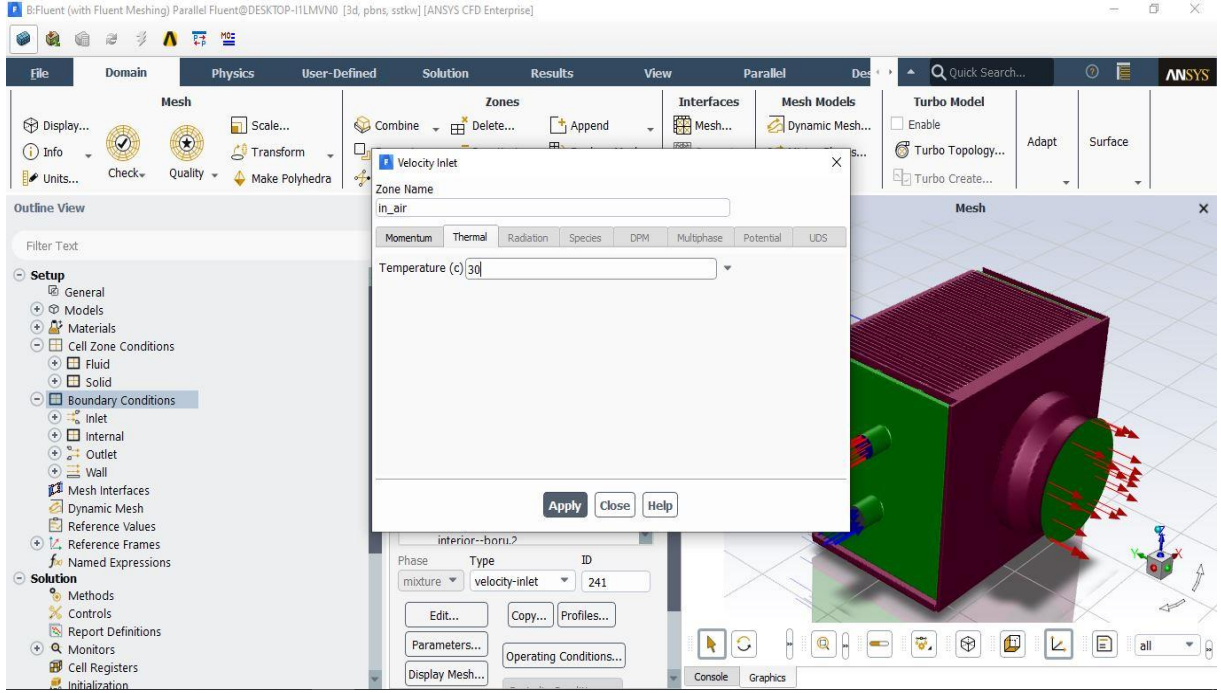 B:Fluent (with Fluent Meshing) Parallel Fluent@DESKTOP-I1LMVN0 [3d, pbns, sstkw] [ANSYS CFD Enterprise]
File Domain Physics User-Defined Solution Results View Parallel Des Quick Search... ANSYS
Mesh Zones Interfaces Mesh Models Turbo Model
Display... Scale... Combine Delete... Append Mesh... Dynamic Mesh... Enable
Info Check Quality Transform Turbo Topology... Adapt Surface
Units... Make Polyhedra Turbo Create...
Outline View
Filter Text
Setup
General
Models
Materials
Cell Zone Conditions
Fluid
Solid
Boundary Conditions
Inlet
Internal
Outlet
Wall
Mesh Interfaces
Dynamic Mesh
Reference Values
Reference Frames
Named Expressions
Solution
Methods
Controls
Report Definitions
Monitors
Cell Registers
Initialization
Velocity Inlet
Zone Name
in_air
Momentum Thermal Radiation Species DPM Multiphase Potential UDS
Temperature (c) 30
Apply Close Help
interior--boru.2
Phase Type ID
mixture velocity-inlet 241
Edit... Copy... Profiles...
Parameters... Operating Conditions...
Display Mesh...
Mesh
Y X
all
Console Graphics